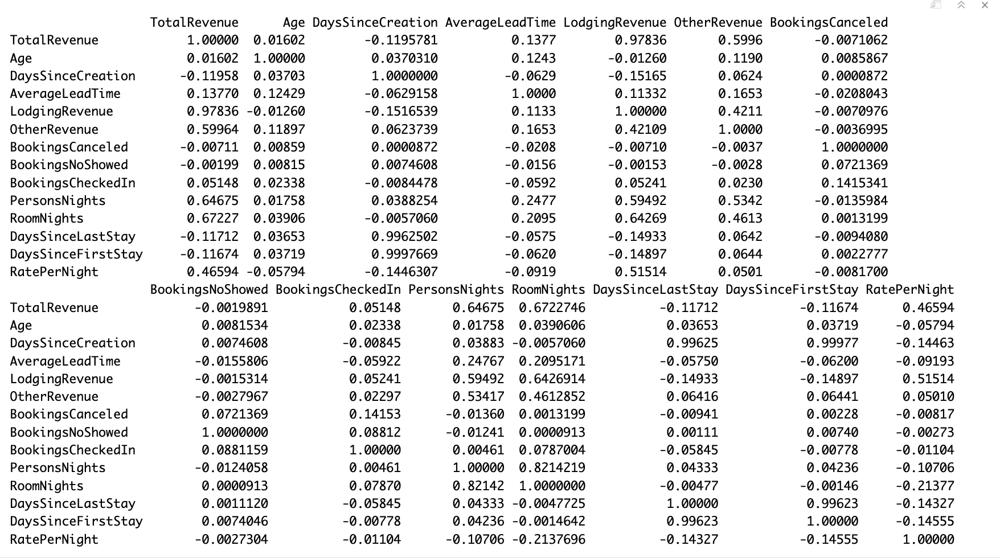 TotalRevenue Age DaysSinceCreation AverageLeadTime LodgingRevenue OtherRevenue BookingsCanceled
TotalRevenue 1.00000 0.01602 -0.1195781 0.1377 0.97836 0.5996 -0.0071062
Age 0.01602 1.00000 0.0370310 0.1243 -0.01260 0.1190 0.0085867
DaysSinceCreation -0.11958 0.03703 1.0000000 -0.0629 -0.15165 0.0624 0.0000872
AverageLeadTime 0.13770 0.12429 -0.0629158 1.0000 0.11332 0.1653 -0.0208043
LodgingRevenue 0.97836 -0.01260 -0.1516539 0.1133 1.00000 0.4211 -0.0070976
OtherRevenue 0.59964 0.11897 0.0623739 0.1653 0.42109 1.0000 -0.0036995
BookingsCanceled -0.00711 0.00859 0.0000872 -0.0208 -0.00710 -0.0037 1.0000000
BookingsNoShowed -0.00199 0.00815 0.0074608 -0.0156 -0.00153 -0.0028 0.0721369
BookingsCheckedIn 0.05148 0.02338 -0.0084478 -0.0592 0.05241 0.0230 0.1415341
PersonsNights 0.64675 0.01758 0.0388254 0.2477 0.59492 0.5342 -0.0135984
RoomNights 0.67227 0.03906 -0.0057060 0.2095 0.64269 0.4613 0.0013199
DaysSinceLastStay -0.11712 0.03653 0.9962502 -0.0575 -0.14933 0.0642 -0.0094080
DaysSinceFirstStay -0.11674 0.03719 0.9997669 -0.0620 -0.14897 0.0644 0.0022777
RatePerNight 0.46594 -0.05794 -0.1446307 -0.0919 0.51514 0.0501 -0.0081700
BookingsNoShowed BookingsCheckedIn PersonsNights RoomNights DaysSinceLastStay DaysSinceFirstStay RatePerNight
TotalRevenue -0.0019891 0.05148 0.64675 0.6722746 -0.11712 -0.11674 0.46594
Age 0.0081534 0.02338 0.01758 0.0390606 0.03653 0.03719 -0.05794
DaysSinceCreation 0.0074608 -0.00845 0.03883 -0.0057060 0.99625 0.99977 -0.14463
AverageLeadTime -0.0155806 -0.05922 0.24767 0.2095171 -0.05750 -0.06200 -0.09193
LodgingRevenue -0.0015314 0.05241 0.59492 0.6426914 -0.14933 -0.14897 0.51514
OtherRevenue -0.0027967 0.02297 0.53417 0.4612852 0.06416 0.06441 0.05010
BookingsCanceled 0.0721369 0.14153 -0.01360 0.0013199 -0.00941 0.00228 -0.00817
BookingsNoShowed 1.0000000 0.08812 -0.01241 0.0000913 0.00111 0.00740 -0.00273
BookingsCheckedIn 0.0881159 1.00000 0.00461 0.0787004 -0.05845 -0.00778 -0.01104
PersonsNights -0.0124058 0.00461 1.00000 0.8214219 0.04333 0.04236 -0.10706
RoomNights 0.0000913 0.07870 0.82142 1.0000000 -0.00477 -0.00146 -0.21377
DaysSinceLastStay 0.0011120 -0.05845 0.04333 -0.0047725 1.00000 0.99623 -0.14327
DaysSinceFirstStay 0.0074046 -0.00778 0.04236 -0.0014642 0.99623 1.00000 -0.14555
RatePerNight -0.0027304 -0.01104 -0.10706 -0.2137696 -0.14327 -0.14555 1.00000